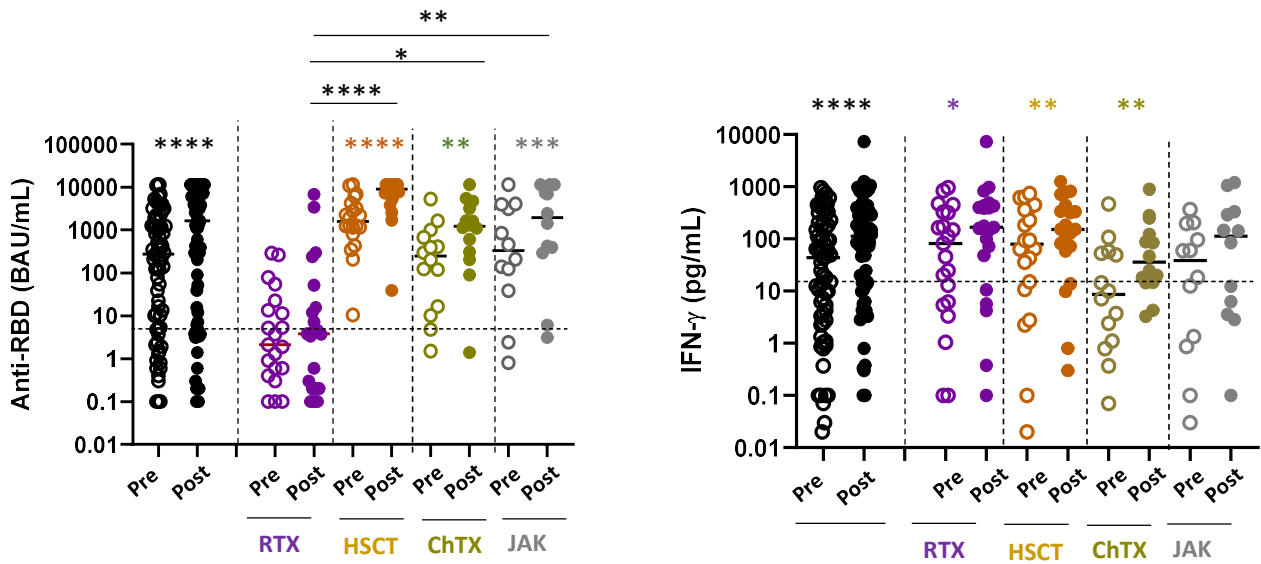 **
*
****
**** **** ** ***
Anti-RBD (BAU/mL)
100000
10000
1000
100
10
1
0.1
0.01
Pre Post Pre Post Pre Post Pre Post Pre Post
RTX HSCT ChTX JAK
**** * ** **
IFN-γ (pg/mL)
10000
1000
100
10
1
0.1
0.01
Pre Post Pre Post Pre Post Pre Post Pre Post
RTX HSCT ChTX JAK